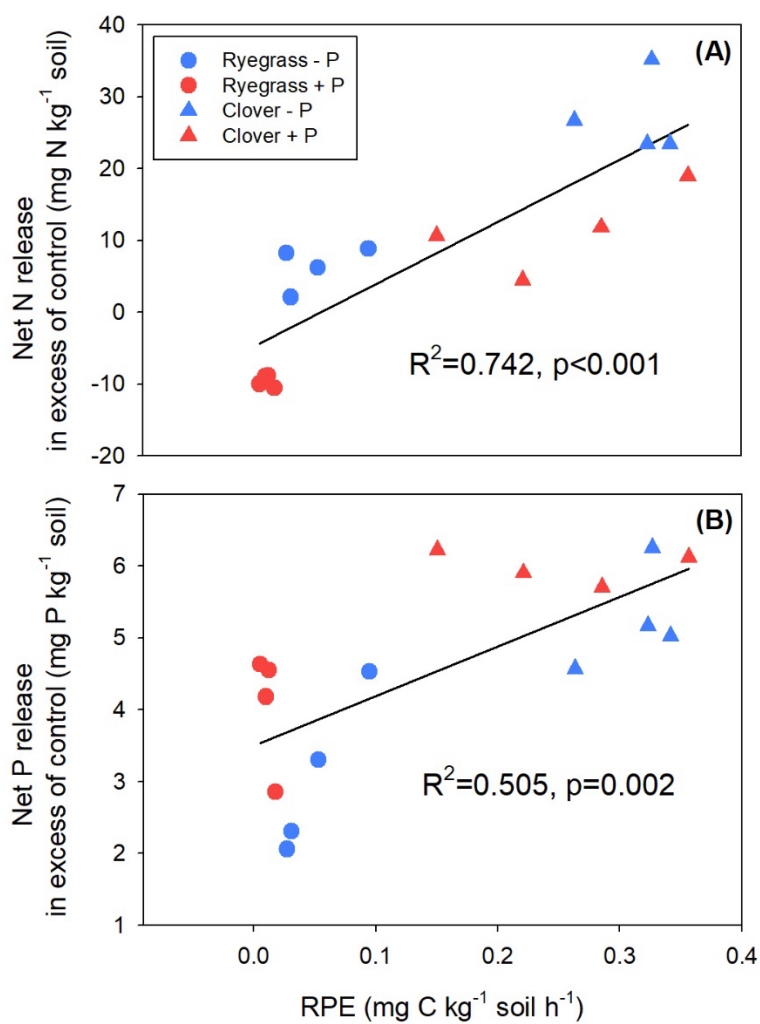 (A)
Ryegrass - P
Ryegrass + P
Clover - P
Clover + P
Net N release
in excess of control (mg N kg⁻¹ soil)
40
30
20
10
0
-10
-20
R²=0.742, p<0.001
(B)
Net P release
in excess of control (mg P kg⁻¹ soil)
7
6
5
4
3
2
1
R²=0.505, p=0.002
0.0 0.1 0.2 0.3 0.4
RPE (mg C kg⁻¹ soil h⁻¹)